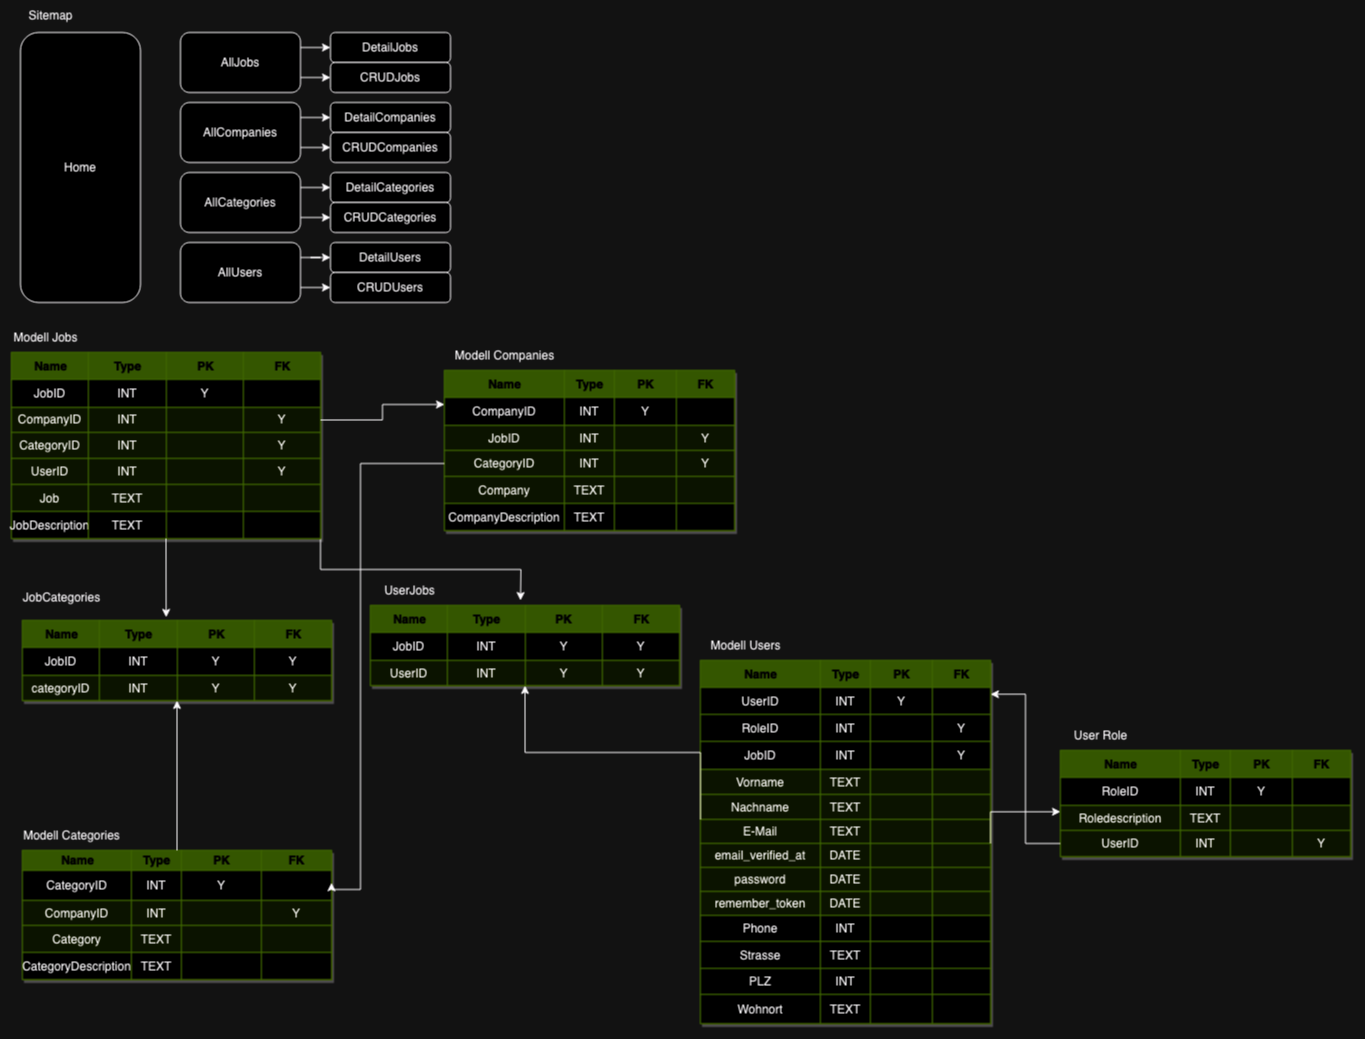 Sitemap
Home
AllJobs
DetailJobs
CRUDJobs
AllCompanies
DetailCompanies
CRUDCompanies
AllCategories
DetailCategories
CRUDCategories
AllUsers
DetailUsers
CRUDUsers
Modell Jobs
Name Type PK FK
JobID INT Y
CompanyID INT Y
CategoryID INT Y
UserID INT Y
Job TEXT
JobDescription TEXT
Modell Companies
Name Type PK FK
CompanyID INT Y
JobID INT Y
CategoryID INT Y
Company TEXT
CompanyDescription TEXT
JobCategories
Name Type PK FK
JobID INT Y Y
categoryID INT Y Y
UserJobs
Name Type PK FK
JobID INT Y Y
UserID INT Y Y
Modell Users
Name Type PK FK
UserID INT Y
RoleID INT Y
JobID INT Y
Vorname TEXT
Nachname TEXT
E-Mail TEXT
email_verified_at DATE
password DATE
remember_token DATE
Phone INT
Strasse TEXT
PLZ INT
Wohnort TEXT
User Role
Name Type PK FK
RoleID INT Y
Roledescription TEXT
UserID INT Y
Modell Categories
Name Type PK FK
CategoryID INT Y
CompanyID INT Y
Category TEXT
CategoryDescription TEXT